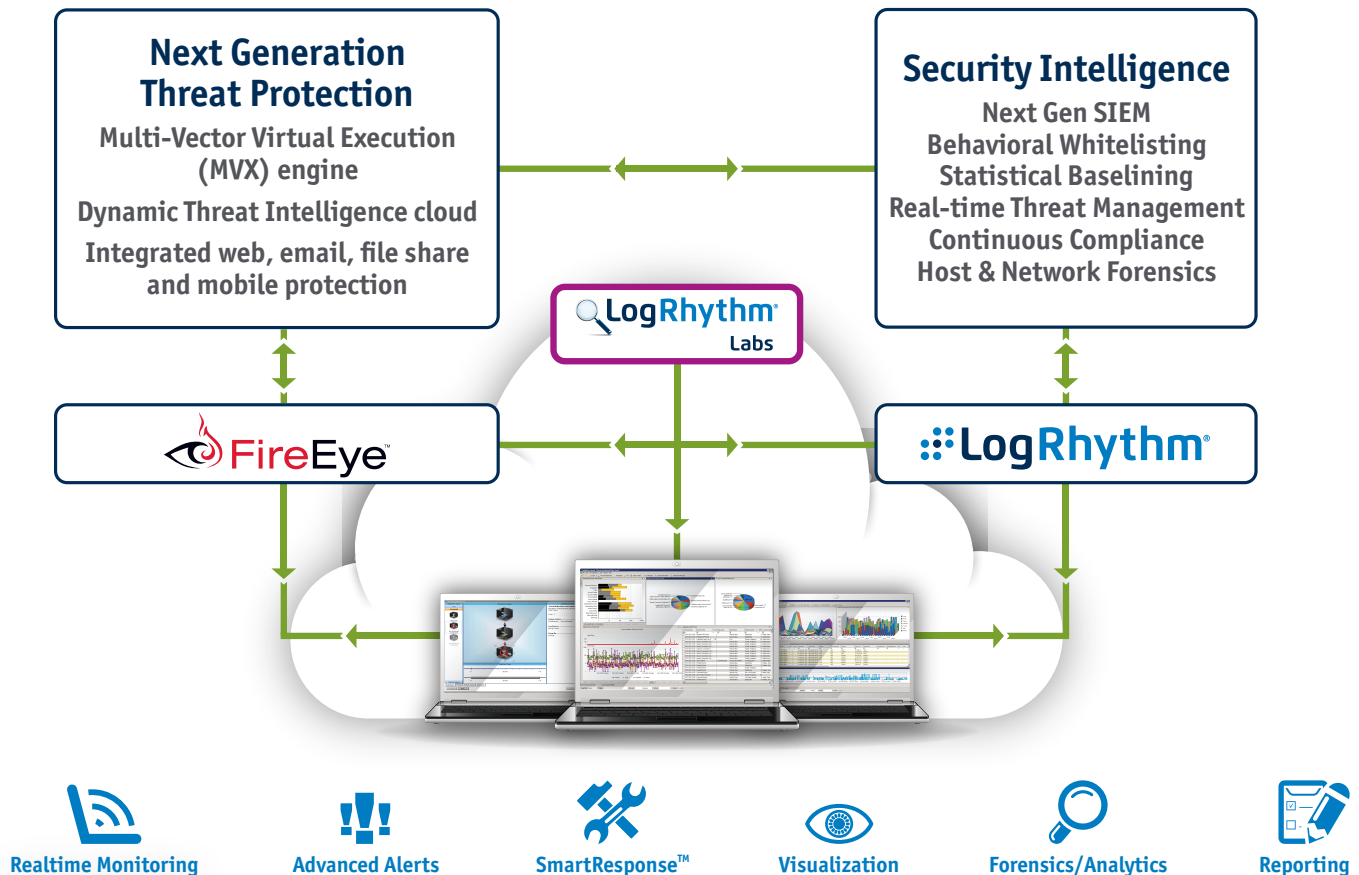 Next Generation
Threat Protection
Multi-Vector Virtual Execution
(MVX) engine
Dynamic Threat Intelligence cloud
Integrated web, email, file share
and mobile protection
Security Intelligence
Next Gen SIEM
Behavioral Whitelisting
Statistical Baselining
Real-time Threat Management
Continuous Compliance
Host & Network Forensics
LogRhythm®
Labs
FireEye™
LogRhythm®
Realtime Monitoring
Advanced Alerts
SmartResponse™
Visualization
Forensics/Analytics
Reporting